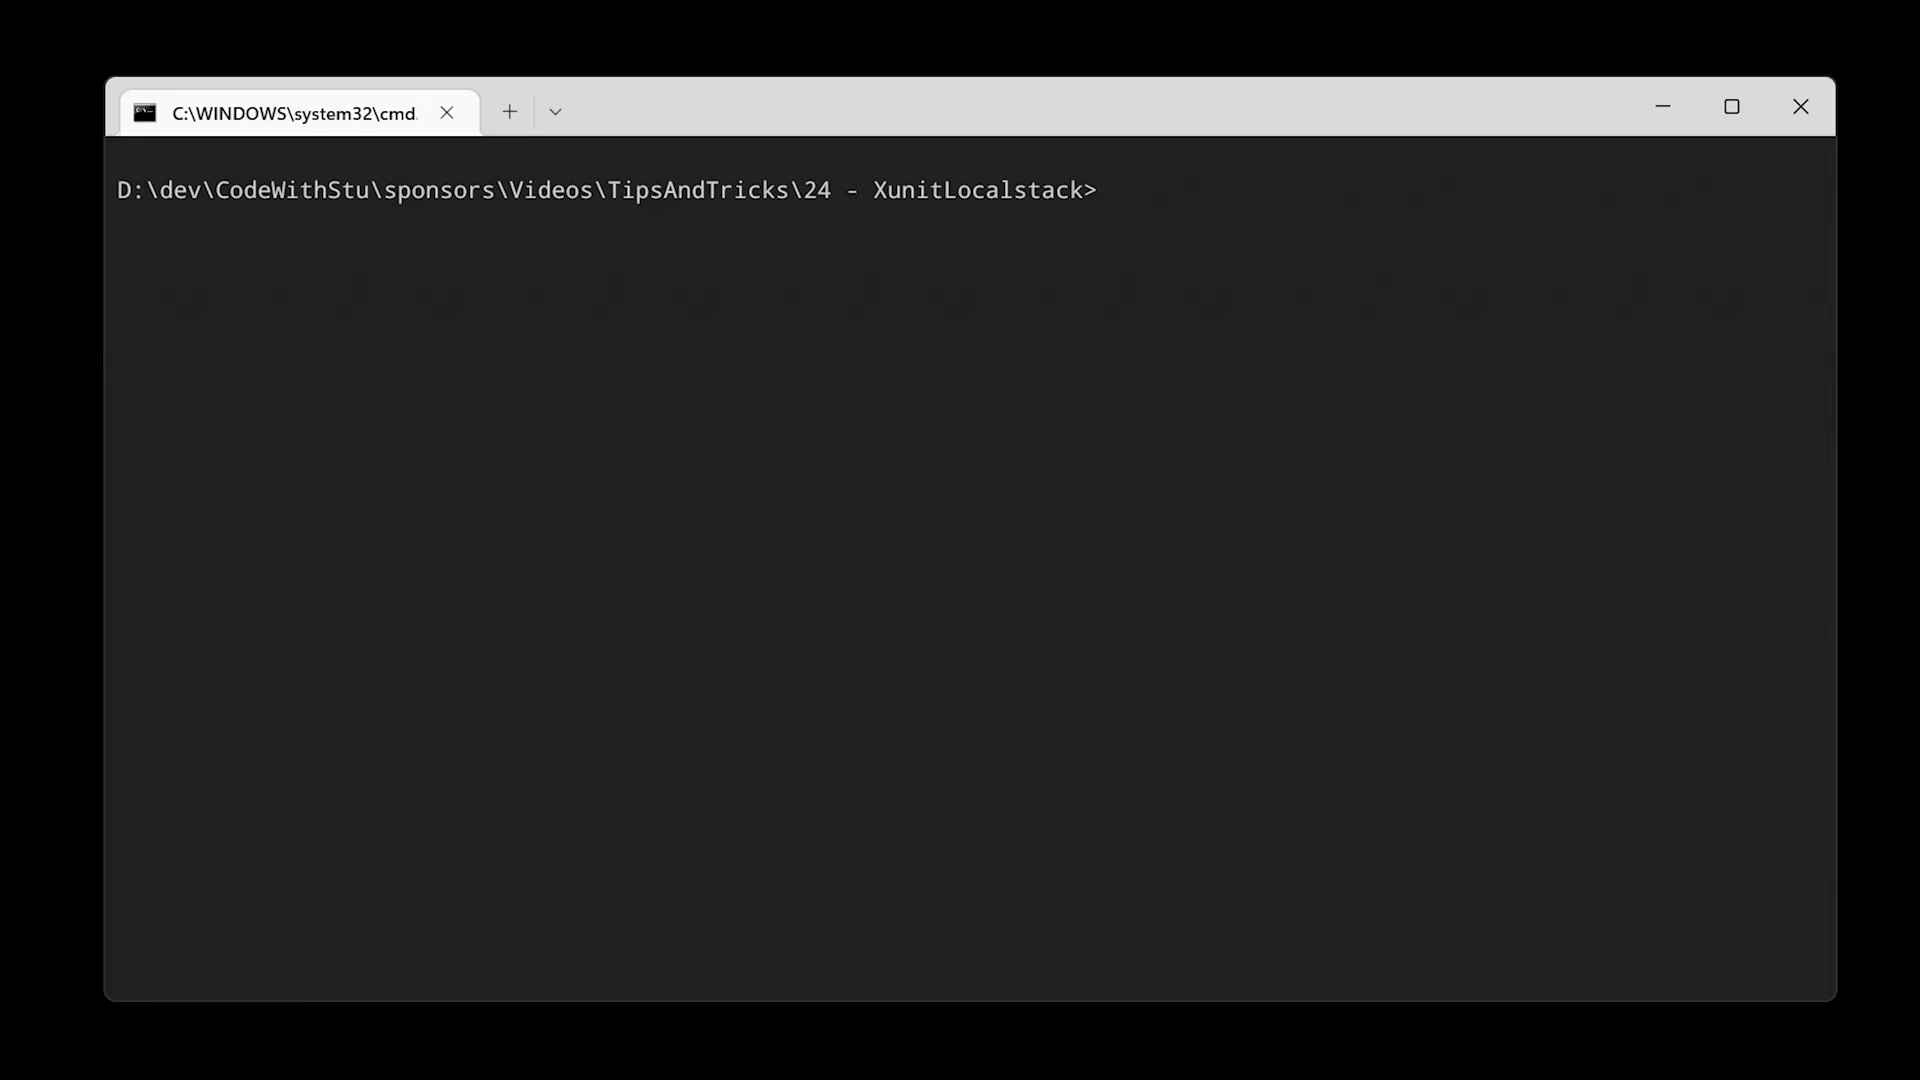 C:\WINDOWS\system32\cmd.
D:\dev\CodeWithStu\sponsors\Videos\TipsAndTricks\24 - XunitLocalstack>